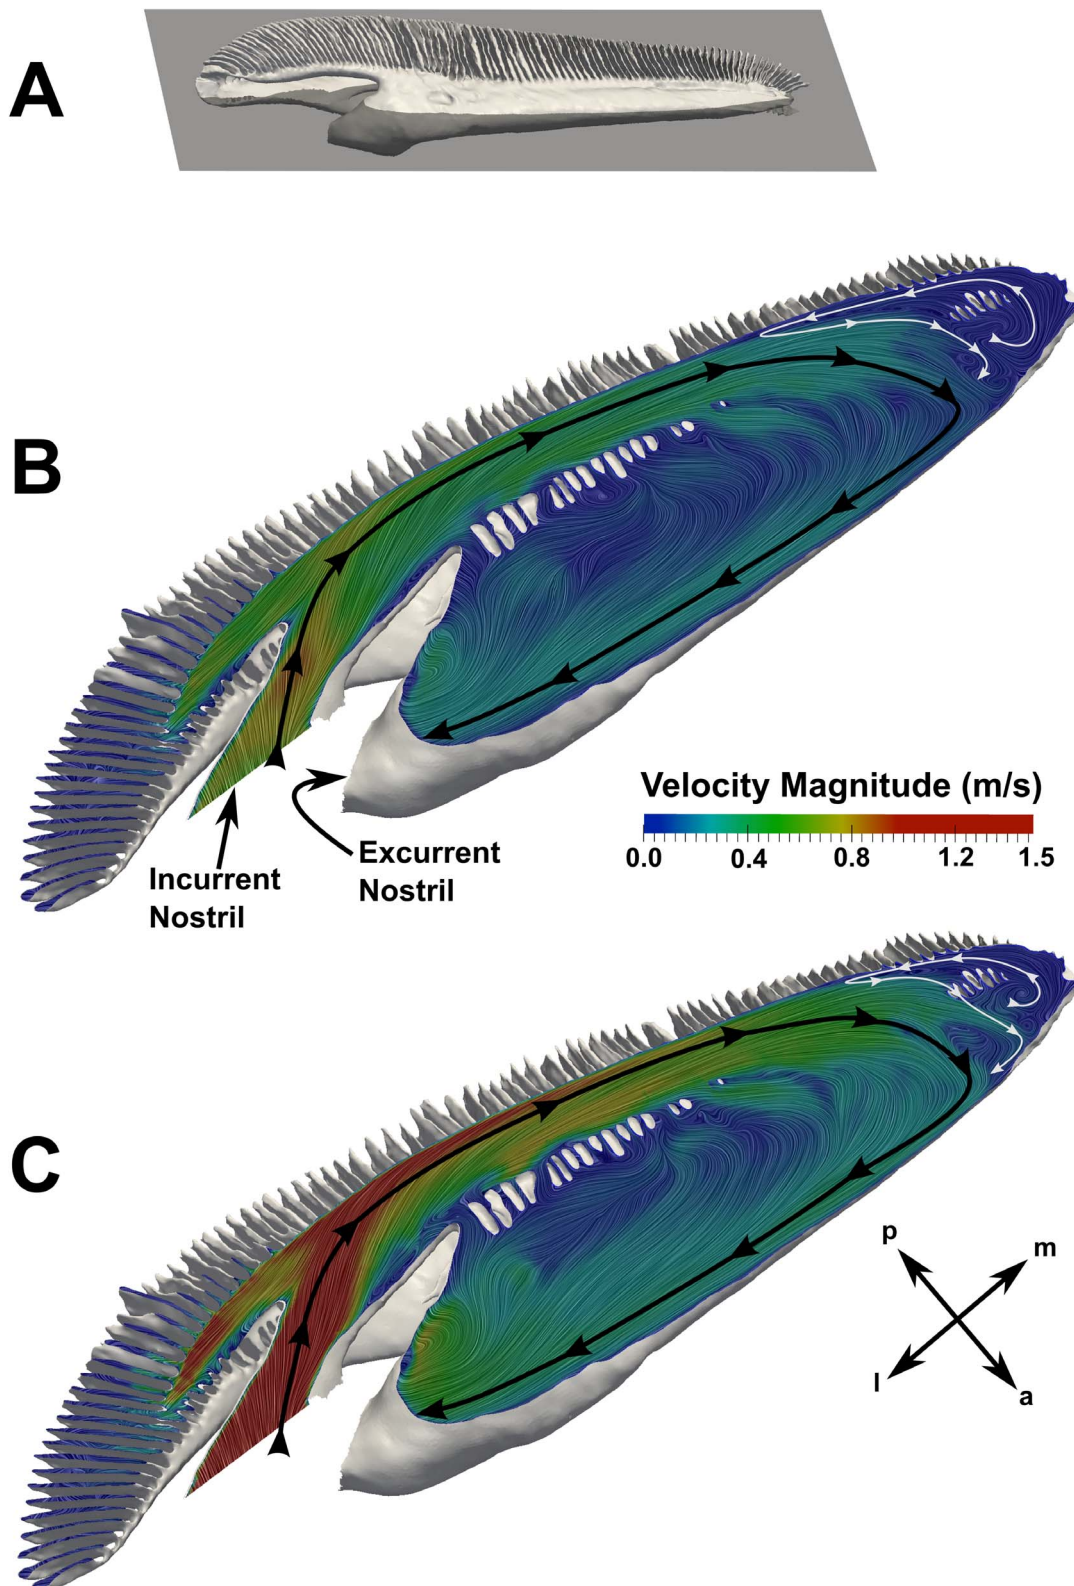 A
B
Velocity Magnitude (m/s)
0.0 0.4 0.8 1.2 1.5
Incurrent
Nostril
Excurrent
Nostril
C
p
m
l
a